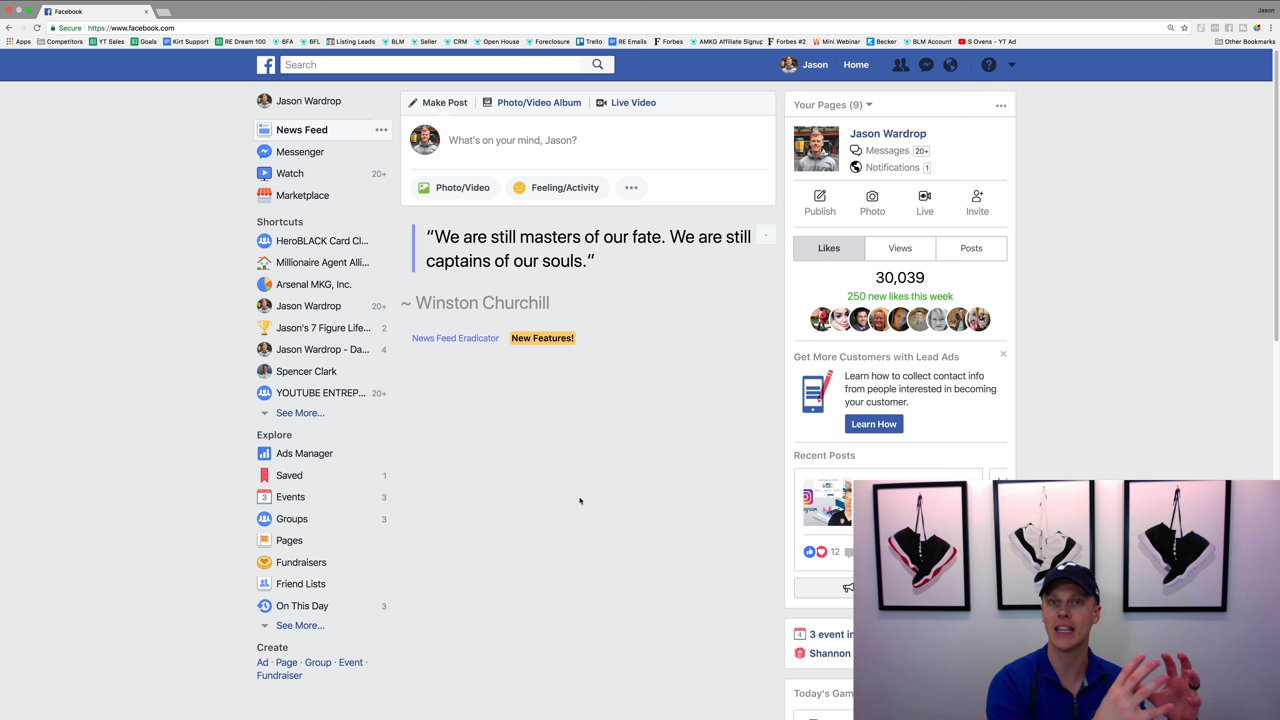 Facebook
Jason
Secure
https://www.facebook.com
Apps
Competitors
YT Sales
Goals
Kirt Support
RE Dream 100
6FA
6FL
Listing Leads
BLM
Seller
CRM
Open House
Foreclosure
Trello
RE Emails
Forbes
AMKG Affiliate Signup
Forbes #2
Mini Webinar
Becker
BLM Account
S Ovens - YT Ad
Other Bookmarks
Search
Jason
Home
Jason Wardrop
News Feed
Messenger
Watch 20+
Marketplace
Shortcuts
HeroBLACK Card Cl...
Millionaire Agent Alli...
Arsenal MKG, Inc.
Jason Wardrop 20+
Jason's 7 Figure Life... 2
Jason Wardrop - Da... 4
Spencer Clark
YOUTUBE ENTREP... 20+
See More...
Explore
Ads Manager
Saved 1
3 Events 3
Groups 3
Pages
Fundraisers
Friend Lists
On This Day 3
See More...
Create
Ad · Page · Group · Event ·
Fundraiser
Make Post
Photo/Video Album
Live Video
What's on your mind, Jason?
Photo/Video
Feeling/Activity
“We are still masters of our fate. We are still
captains of our souls.”
~ Winston Churchill
News Feed Eradicator
New Features!
Your Pages (9)
Jason Wardrop
Messages 20+
Notifications 1
Publish
Photo
Live
Invite
Likes
Views
Posts
30,039
250 new likes this week
Get More Customers with Lead Ads
Learn how to collect contact info
from people interested in becoming
your customer.
Learn How
Recent Posts
12
4 3 event in
Shannon
Today's Gam